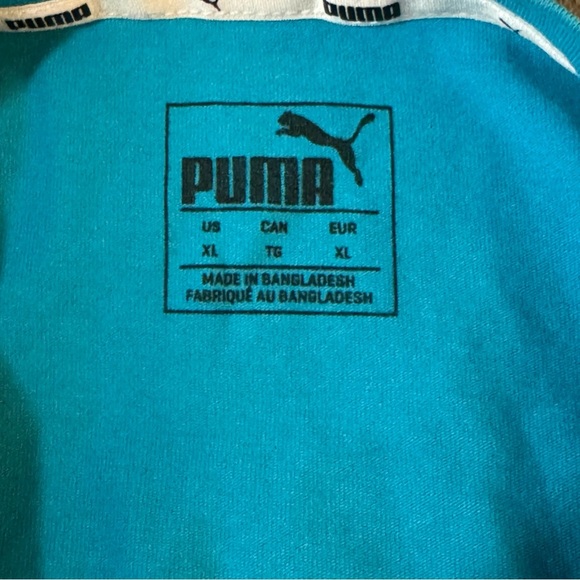 PUMA PUMA
PUMA
US CAN EUR
XL TG XL
MADE IN BANGLADESH
FABRIQUÉ AU BANGLADESH